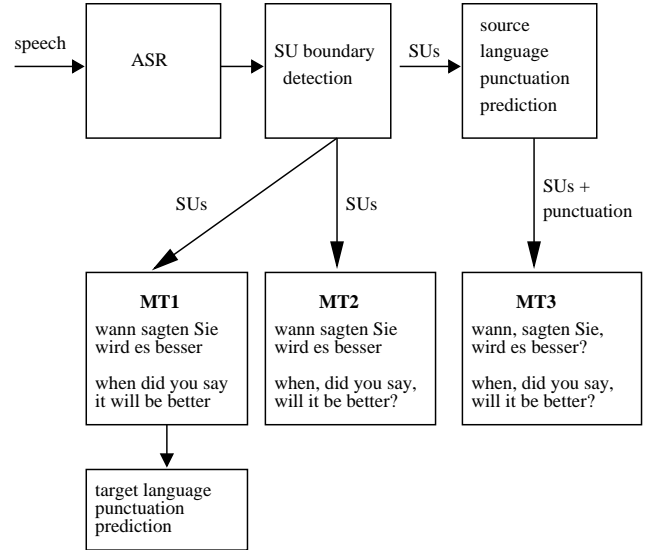 speech
ASR
SU boundary
detection
SUs
source
language
punctuation
prediction
SUs
SUs
SUs +
punctuation
MT1
wann sagten Sie
wird es besser
when did you say
it will be better
MT2
wann sagten Sie
wird es besser
when, did you say,
will it be better?
MT3
wann, sagten Sie,
wird es besser?
when, did you say,
will it be better?
target language
punctuation
prediction